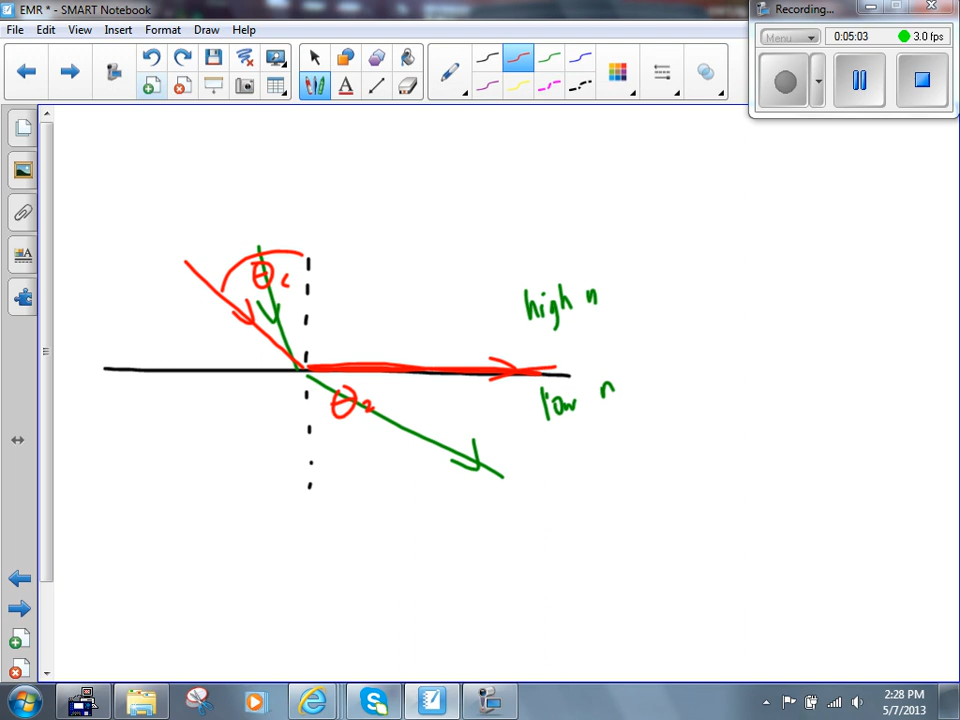 EMR * - SMART Notebook
Recording...
File Edit View Insert Format Draw Help
Menu
0:05:03
3.0 fps
θc
high n
θ2
low n
2:28 PM
5/7/2013